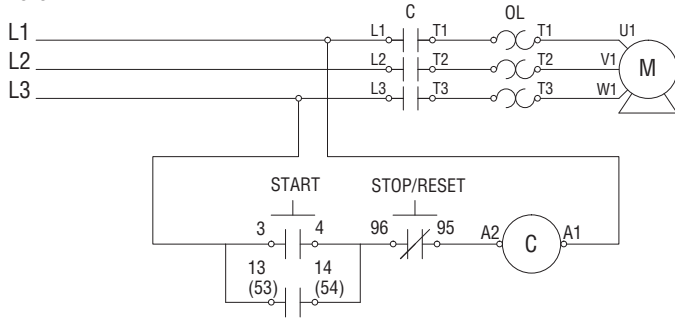 C OL
L1 L1 T1 T1 U1
L2 L2 T2 T2 V1 M
L3 L3 T3 T3 W1
START STOP/RESET
3 4 96 95 A2 C A1
13 14
(53) (54)